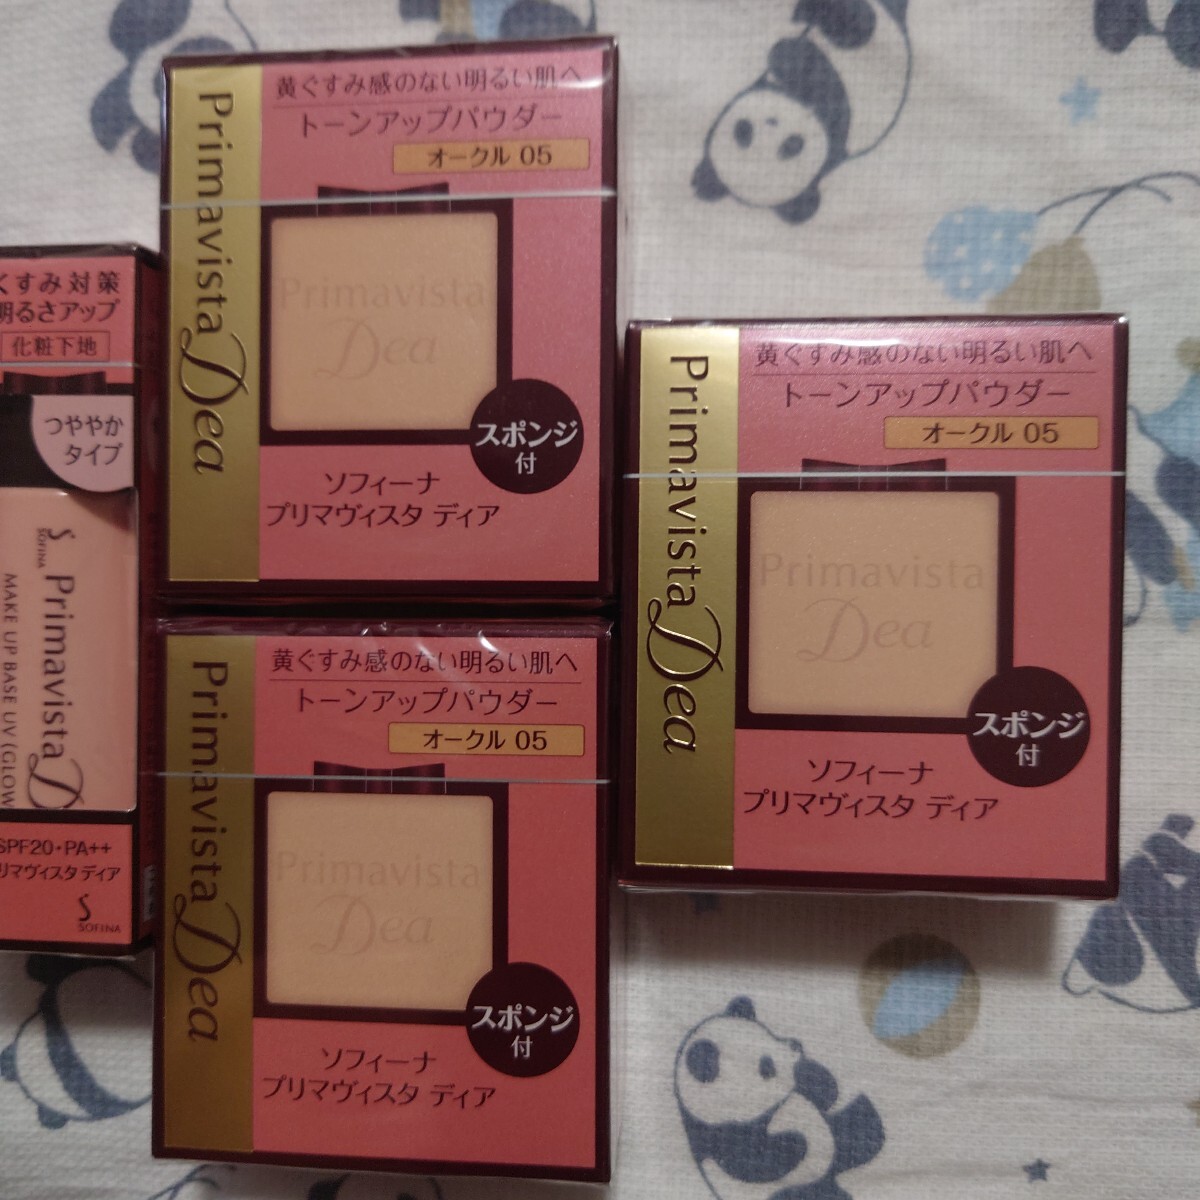 くすみ対策
明るさアップ
化粧下地
つややか
タイプ
SOFINA
Primavista D
MAKE UP BASE UV (GLOW
SPF20・PA++
リマヴィスタ ディア
SOFINA
Primavista Dea
黄ぐすみ感のない明るい肌へ
トーンアップパウダー
オークル 05
Primavista
Dea
スポンジ
付
ソフィーナ
プリマヴィスタ ディア
Primavista Dea
黄ぐすみ感のない明るい肌へ
トーンアップパウダー
オークル 05
Primavista
Dea
スポンジ
付
ソフィーナ
プリマヴィスタ ディア
Primavista Dea
黄ぐすみ感のない明るい肌へ
トーンアップパウダー
オークル 05
Primavista
Dea
スポンジ
付
ソフィーナ
プリマヴィスタ ディア